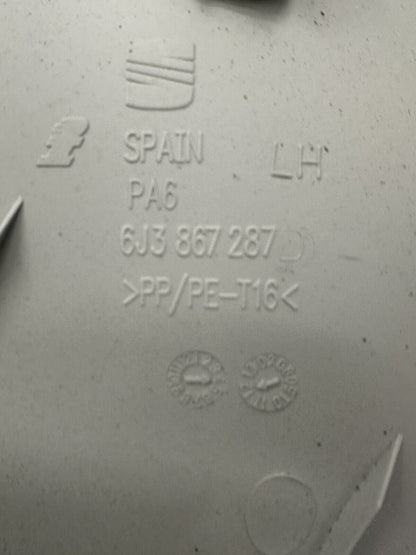 SPAIN LH
PA6
6J3 867 287 D
>PP/PE-T16<